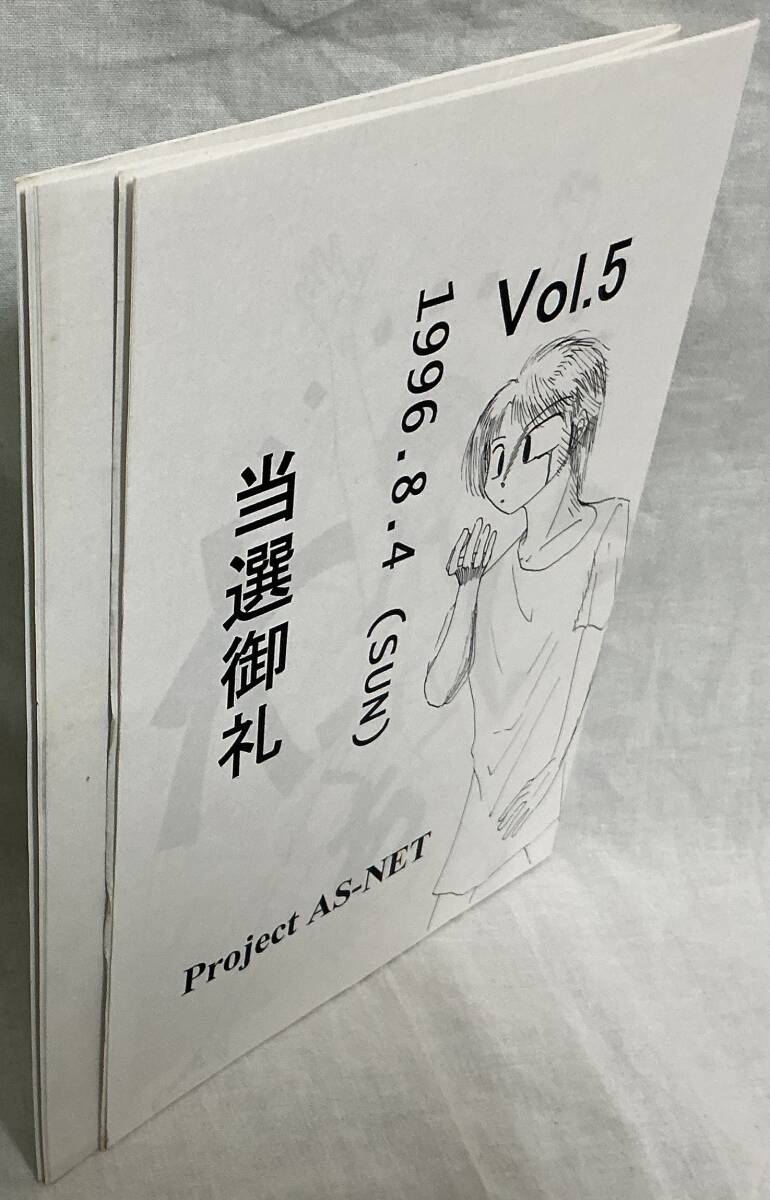 Vol.5
1996.8.4 (SUN)
当選御礼
Project AS-NET